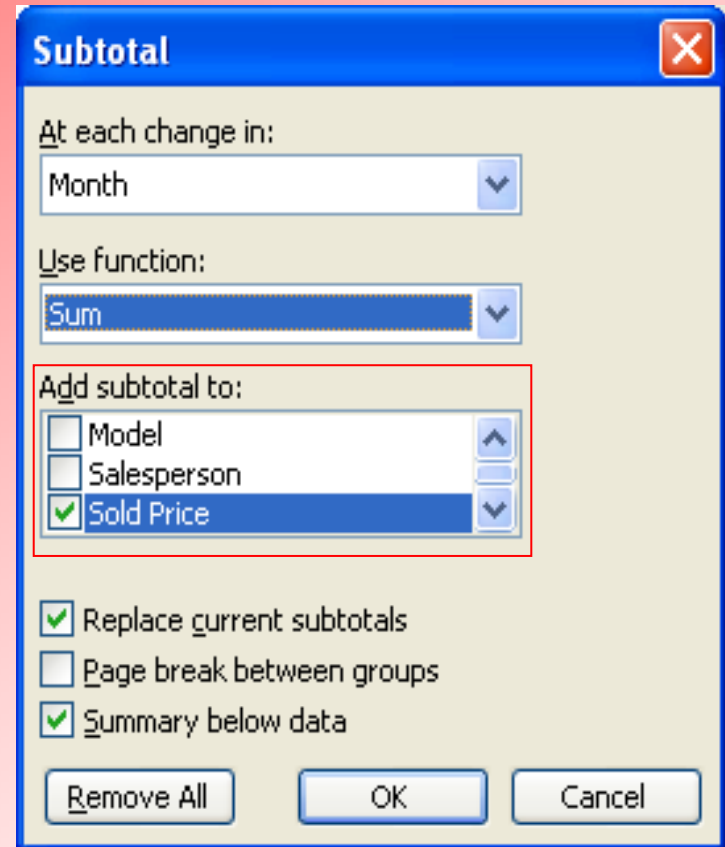 Subtotal
At each change in:
Month
Use function:
Sum
Add subtotal to:
Model
Salesperson
Sold Price
Replace current subtotals
Page break between groups
Summary below data
Remove All OK Cancel